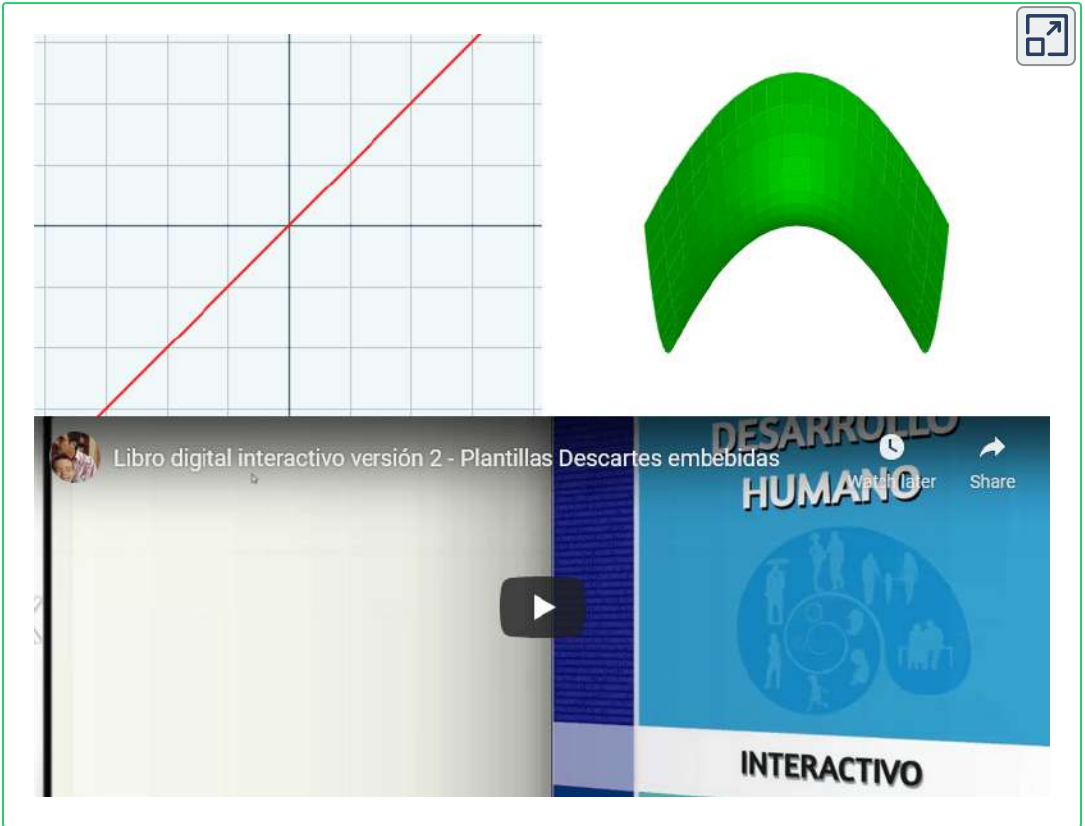 Libro digital interactivo versión 2 - Plantillas Descartes embebidas
Watch later
Share
DESARROLLO
HUMANO
INTERACTIVO